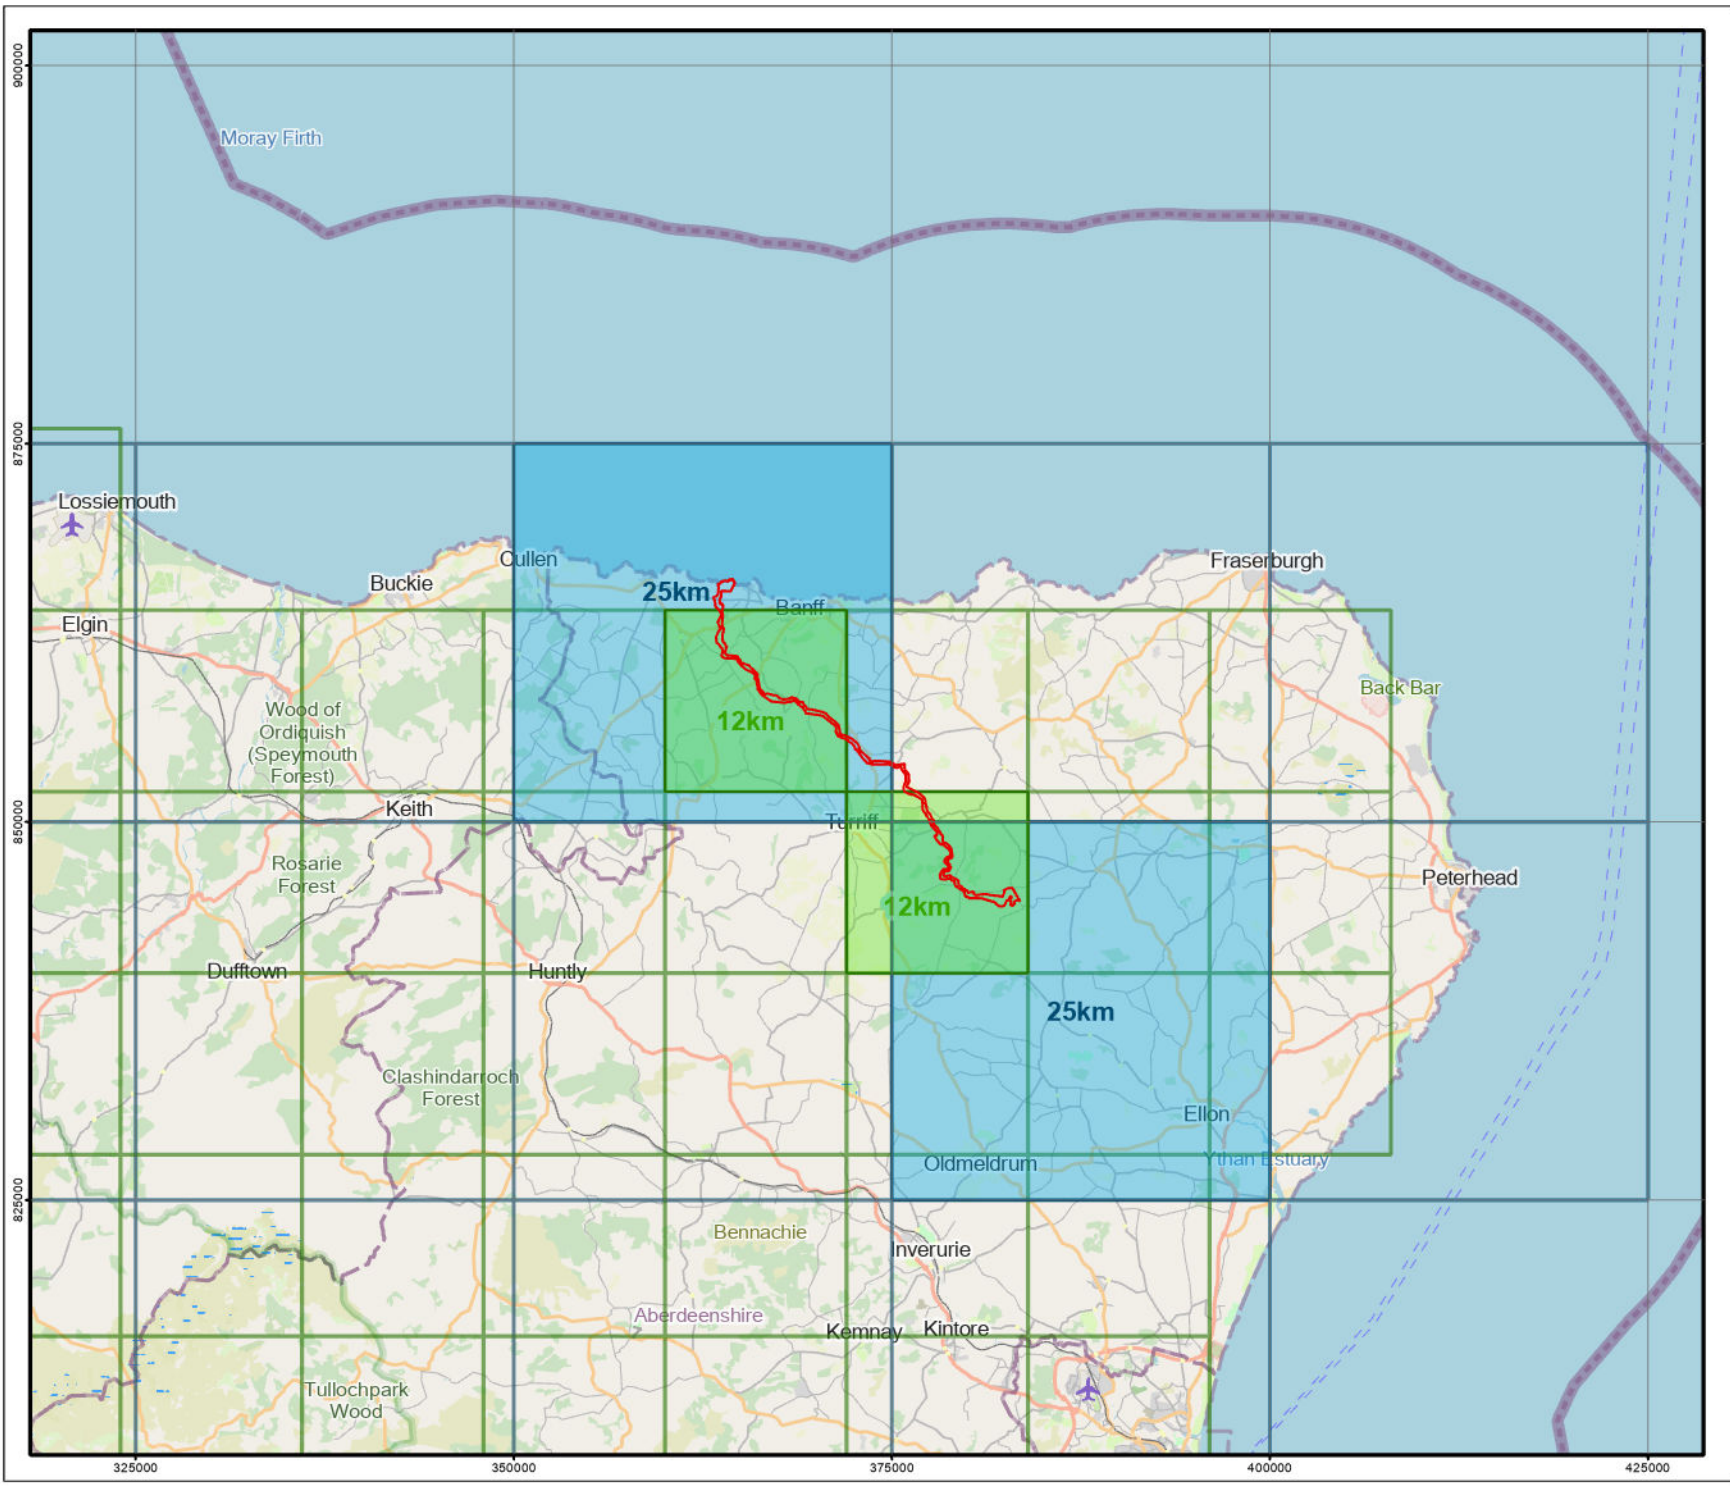 900000
Moray Firth
875000
Lossiemouth
Cullen
Fraserburgh
Buckie
25km
Banff
Elgin
Back Bar
Wood of
Ordiquish
(Speymouth
Forest)
12km
Keith
850000
Turriff
Rosarie
Forest
Peterhead
12km
Dufftown
Huntly
25km
Clashindarroch
Forest
Ellon
Oldmeldrum
Ythan Estuary
825000
Bennachie
Inverurie
Aberdeenshire
Kemnay
Kintore
Tullochpark
Wood
325000
350000
375000
400000
425000